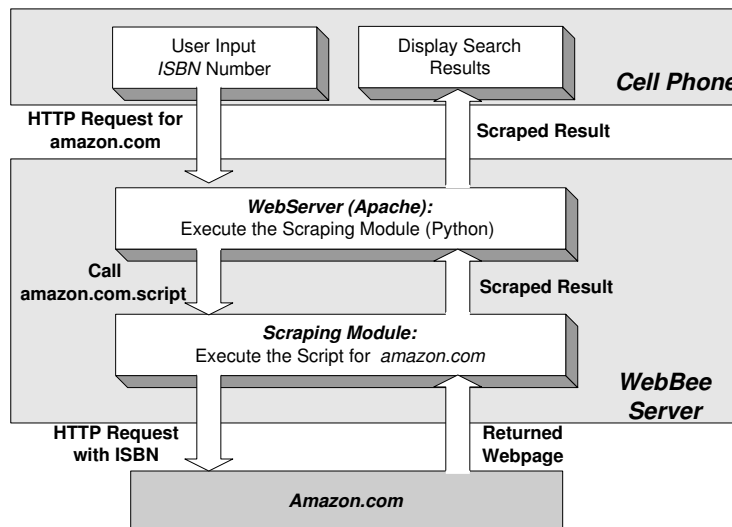 User Input
ISBN Number
Display Search
Results
Cell Phone
HTTP Request for
amazon.com
Scraped Result
WebServer (Apache):
Execute the Scraping Module (Python)
Call
amazon.com.script
Scraped Result
Scraping Module:
Execute the Script for amazon.com
WebBee
Server
HTTP Request
with ISBN
Returned
Webpage
Amazon.com